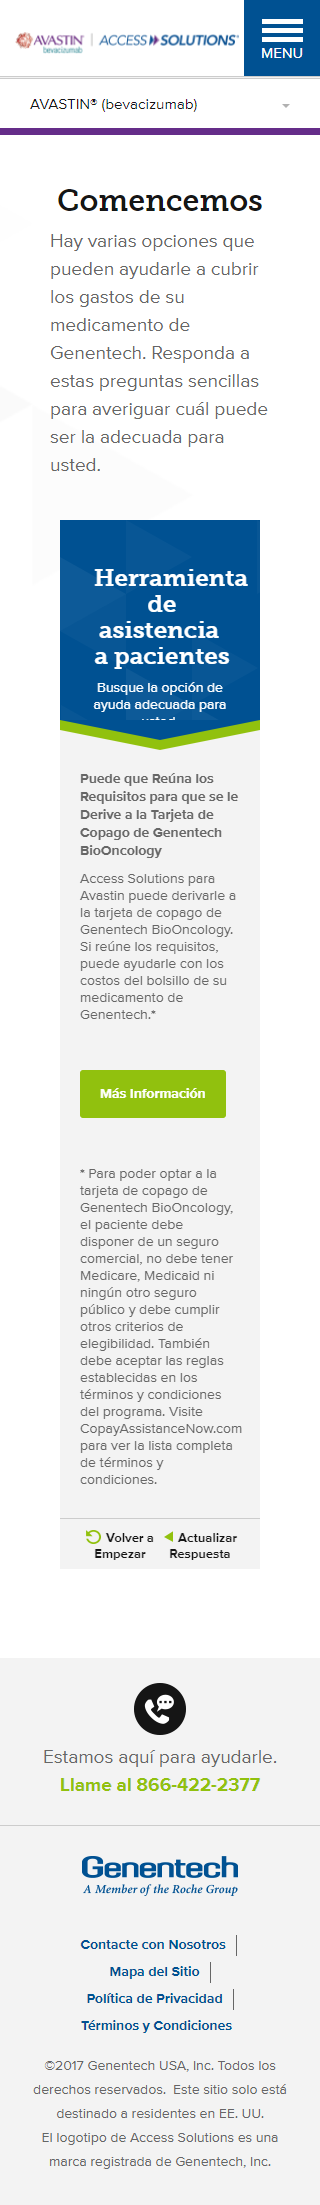 AVASTIN® | ACCESS SOLUTIONS®
bevacizumab
MENU
AVASTIN® (bevacizumab)
Comencemos
Hay varias opciones que
pueden ayudarle a cubrir
los gastos de su
medicamento de
Genentech. Responda a
estas preguntas sencillas
para averiguar cuál puede
ser la adecuada para
usted.
Herramienta
de
asistencia
a pacientes
Busque la opción de
ayuda adecuada para
usted
Puede que Reúna los
Requisitos para que se le
Derive a la Tarjeta de
Copago de Genentech
BioOncology
Access Solutions para
Avastin puede derivarle a
la tarjeta de copago de
Genentech BioOncology.
Si reúne los requisitos,
puede ayudarle con los
costos del bolsillo de su
medicamento de
Genentech.*
Más Información
* Para poder optar a la
tarjeta de copago de
Genentech BioOncology,
el paciente debe
disponer de un seguro
comercial, no debe tener
Medicare, Medicaid ni
ningún otro seguro
público y debe cumplir
otros criterios de
elegibilidad. También
debe aceptar las reglas
establecidas en los
términos y condiciones
del programa. Visite
CopayAssistanceNow.com
para ver la lista completa
de términos y
condiciones.
Volver a Empezar
Actualizar Respuesta
Estamos aquí para ayudarle.
Llame al 866-422-2377
Genentech
A Member of the Roche Group
Contacte con Nosotros
Mapa del Sitio
Política de Privacidad
Términos y Condiciones
©2017 Genentech USA, Inc. Todos los
derechos reservados. Este sitio solo está
destinado a residentes en EE. UU.
El logotipo de Access Solutions es una
marca registrada de Genentech, Inc.